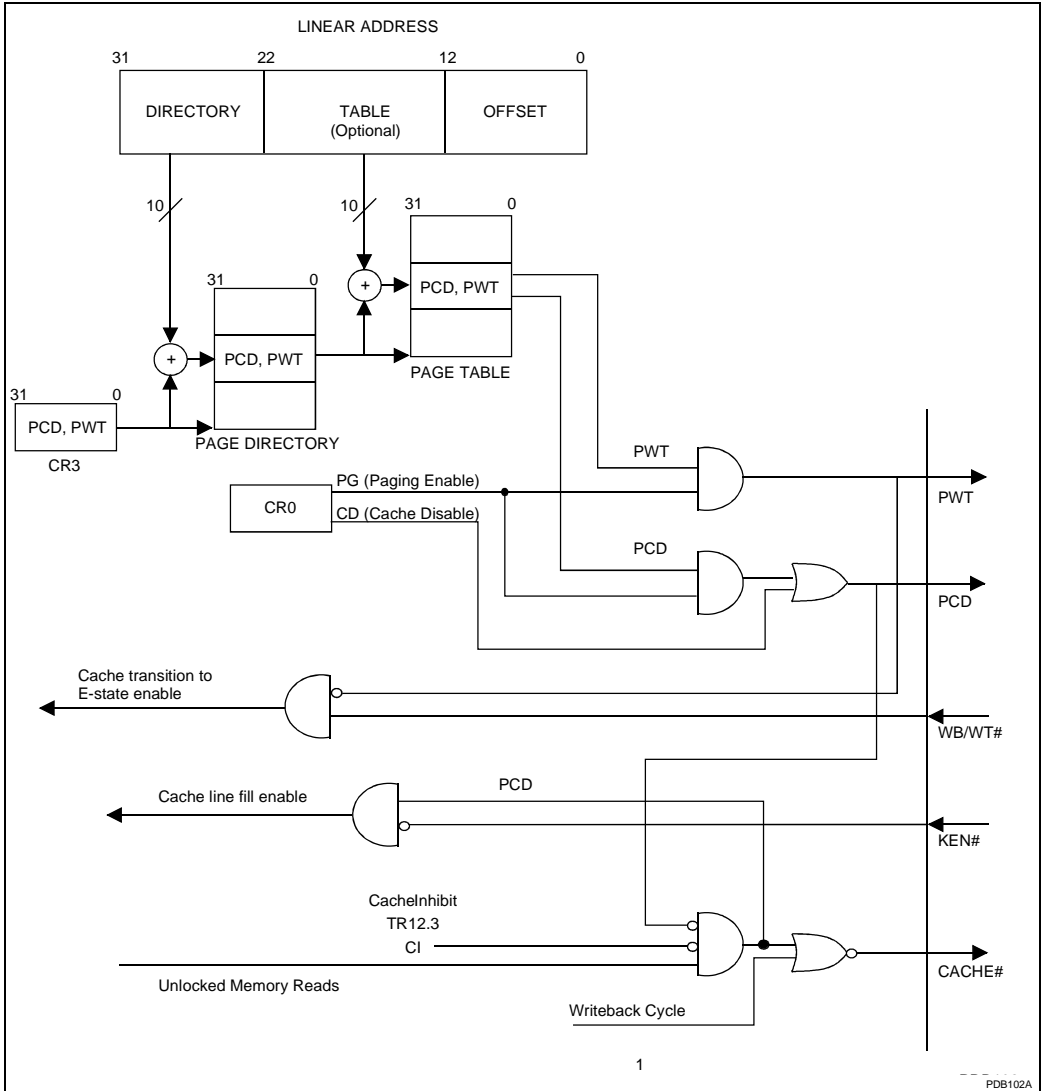 LINEAR ADDRESS
31 22 12 0
DIRECTORY
TABLE
(Optional)
OFFSET
10
10
31 0
PCD, PWT
PAGE TABLE
31 0
PCD, PWT
PAGE DIRECTORY
31 0
PCD, PWT
CR3
CR0
PG (Paging Enable)
CD (Cache Disable)
PWT
PWT
PCD
PCD
Cache transition to
E-state enable
WB/WT#
PCD
Cache line fill enable
KEN#
CacheInhibit
TR12.3
CI
Unlocked Memory Reads
CACHE#
Writeback Cycle
1
PDB102A